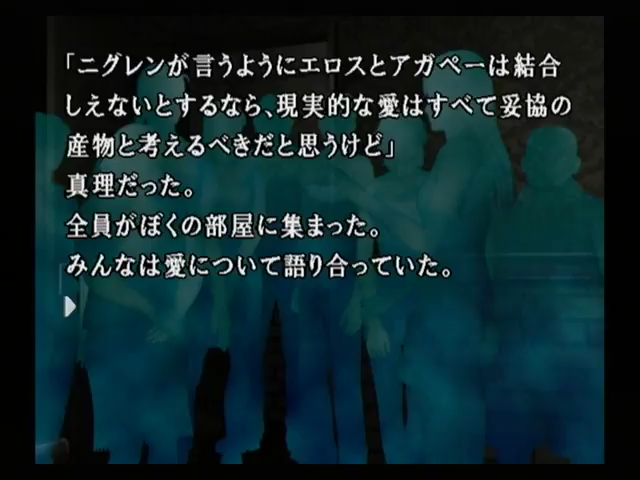 「ニグレンが言うようにエロスとアガペーは結合
しえないとするなら、現実的な愛はすべて妥協の
産物と考えるべきだと思うけど」
真理だった。
全員がぼくの部屋に集まった。
みんなは愛について語り合っていた。